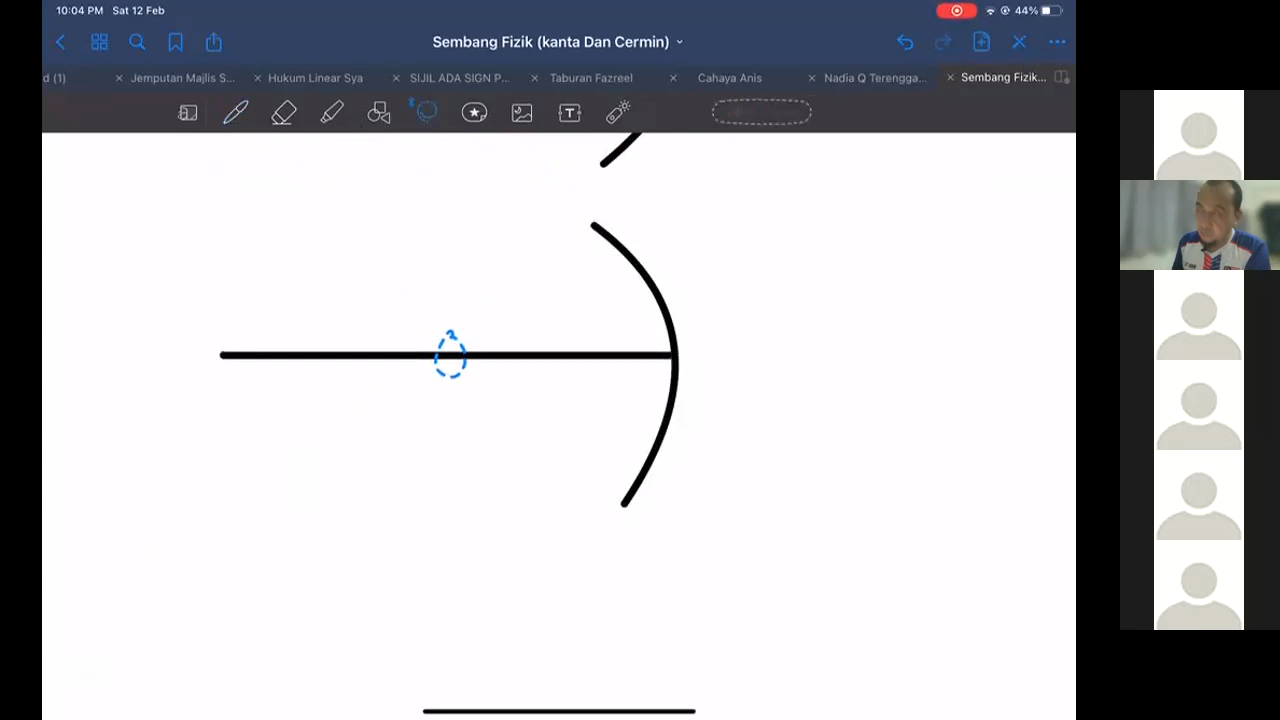 10:04 PM Sat 12 Feb 44%
Sembang Fizik (kanta Dan Cermin)
d (1) Jemputan Majlis S... Hukum Linear Sya SIJIL ADA SIGN P... Taburan Fazreel Cahaya Anis Nadia Q Terengga... Sembang Fizik...
T